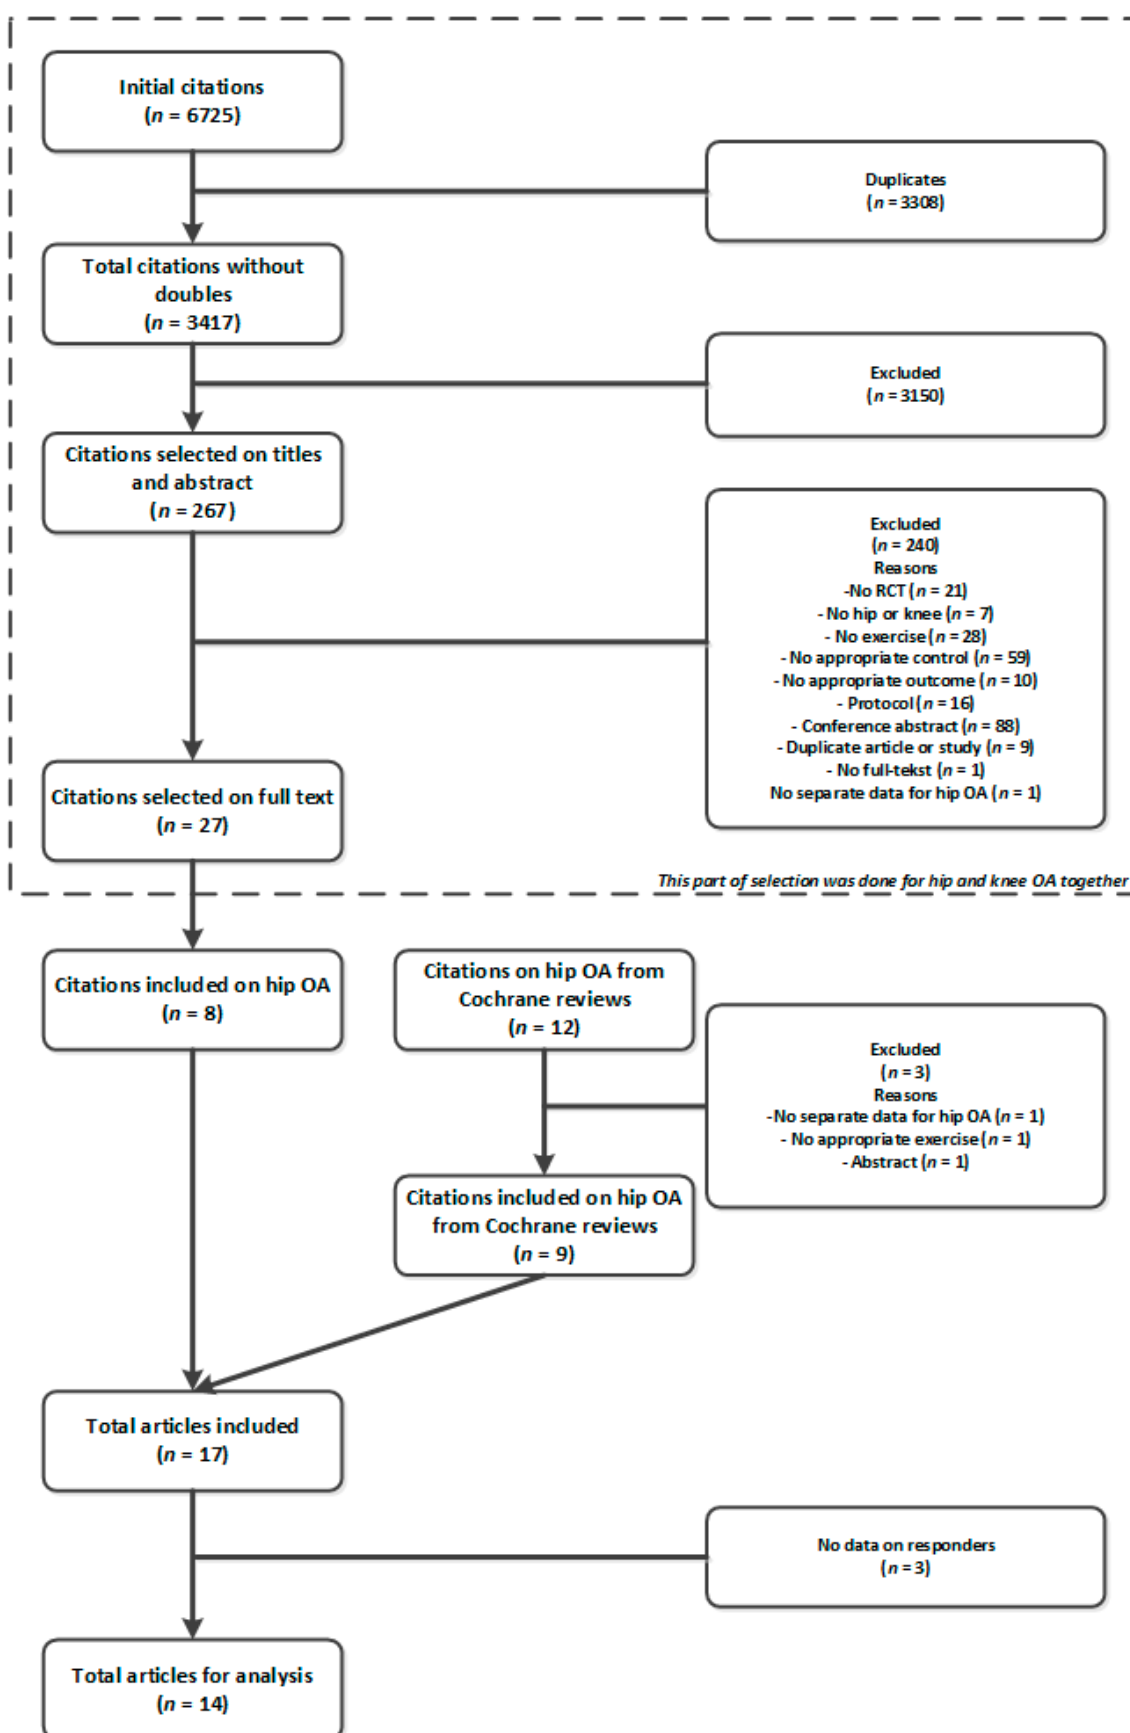 Initial citations
(n = 6725)
Duplicates
(n = 3308)
Total citations without
doubles
(n = 3417)
Excluded
(n = 3150)
Citations selected on titles
and abstract
(n = 267)
Excluded
(n = 240)
Reasons
-No RCT (n = 21)
- No hip or knee (n = 7)
- No exercise (n = 28)
- No appropriate control (n = 59)
- No appropriate outcome (n = 10)
- Protocol (n = 16)
- Conference abstract (n = 88)
- Duplicate article or study (n = 9)
- No full-tekst (n = 1)
No separate data for hip OA (n = 1)
Citations selected on full text
(n = 27)
This part of selection was done for hip and knee OA together
Citations included on hip OA
(n = 8)
Citations on hip OA from
Cochrane reviews
(n = 12)
Excluded
(n = 3)
Reasons
-No separate data for hip OA (n = 1)
- No appropriate exercise (n = 1)
- Abstract (n = 1)
Citations included on hip OA
from Cochrane reviews
(n = 9)
Total articles included
(n = 17)
No data on responders
(n = 3)
Total articles for analysis
(n = 14)